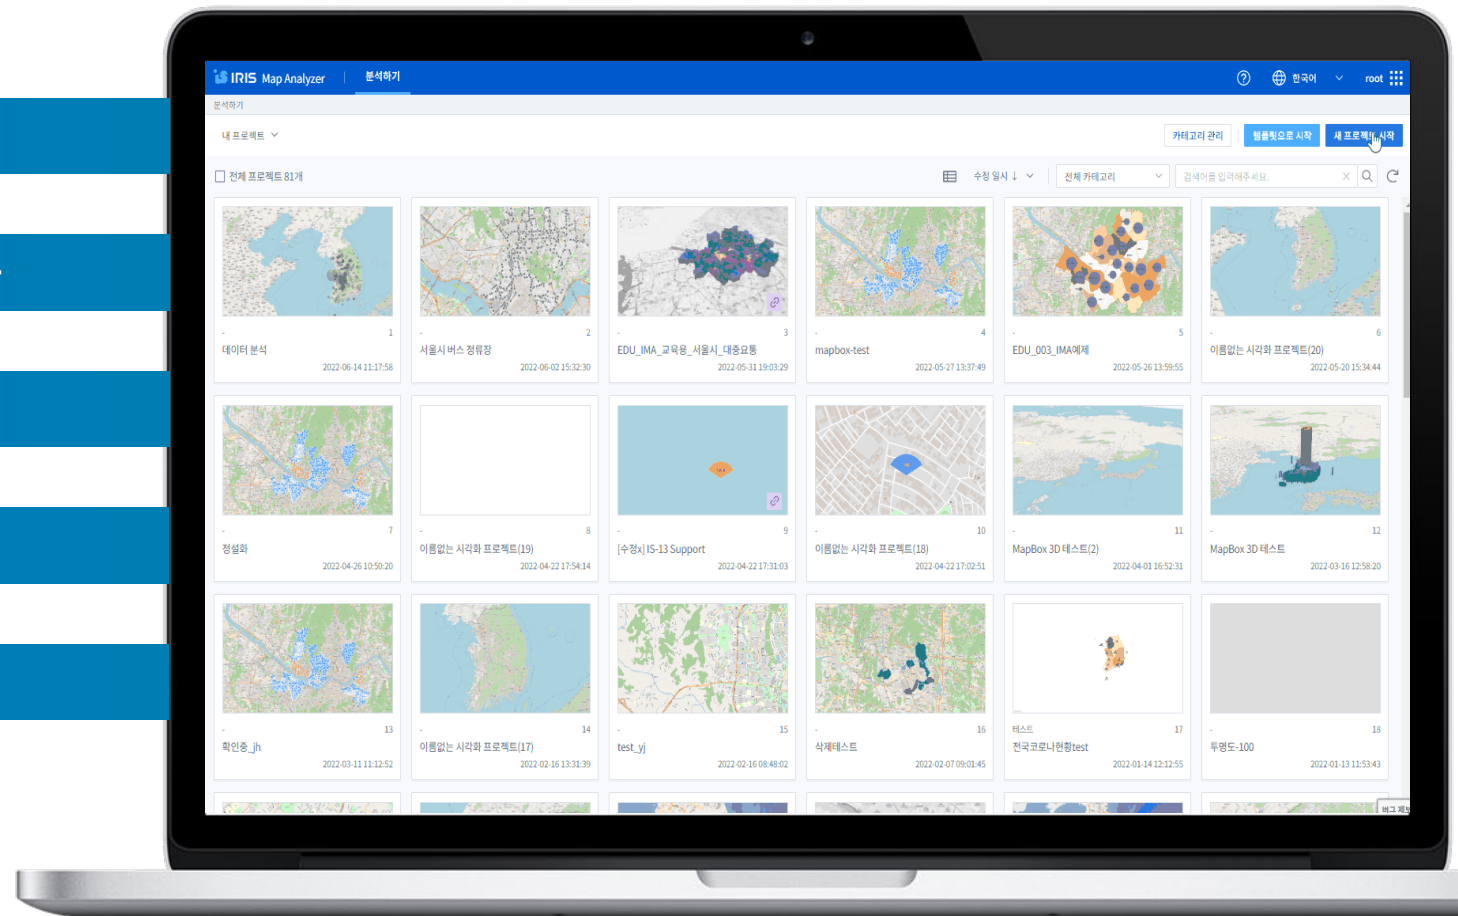 IRIS Map Analyzer 분석하기 한국어 root
분석하기
내 프로젝트 카테고리 관리 템플릿으로 시작 새 프로젝트 시작
전체 프로젝트 81개 수정 일시 ↓ 전체 카테고리 검색어를 입력해주세요.
- 1 - 2 - 3 - 4 - 5 - 6
데이터 분석 서울시 버스 정류장 EDU_IMA_교육용_서울시_대중요통 mapbox-test EDU_003_IMA예제 이름없는 시각화 프로젝트(20)
2022-06-14 11:17:58 2022-06-02 15:32:30 2022-05-31 19:03:29 2022-05-27 13:37:49 2022-05-26 13:59:55 2022-05-20 15:34:44
- 7 - 8 - 9 - 10 - 11 - 12
정설화 이름없는 시각화 프로젝트(19) [수정x] IS-13 Support 이름없는 시각화 프로젝트(18) MapBox 3D 테스트(2) MapBox 3D 테스트
2022-04-26 10:50:20 2022-04-22 17:54:14 2022-04-22 17:31:03 2022-04-22 17:02:51 2022-04-01 16:52:31 2022-03-16 12:58:20
- 13 - 14 - 15 - 16 테스트 17 - 18
확인중_jh 이름없는 시각화 프로젝트(17) test_yj 삭제테스트 전국코로나현황test 투명도-100
2022-03-11 11:12:52 2022-02-16 13:31:39 2022-02-16 08:48:02 2022-02-07 09:01:45 2022-01-14 12:12:55 2022-01-13 11:53:43
버그 제보